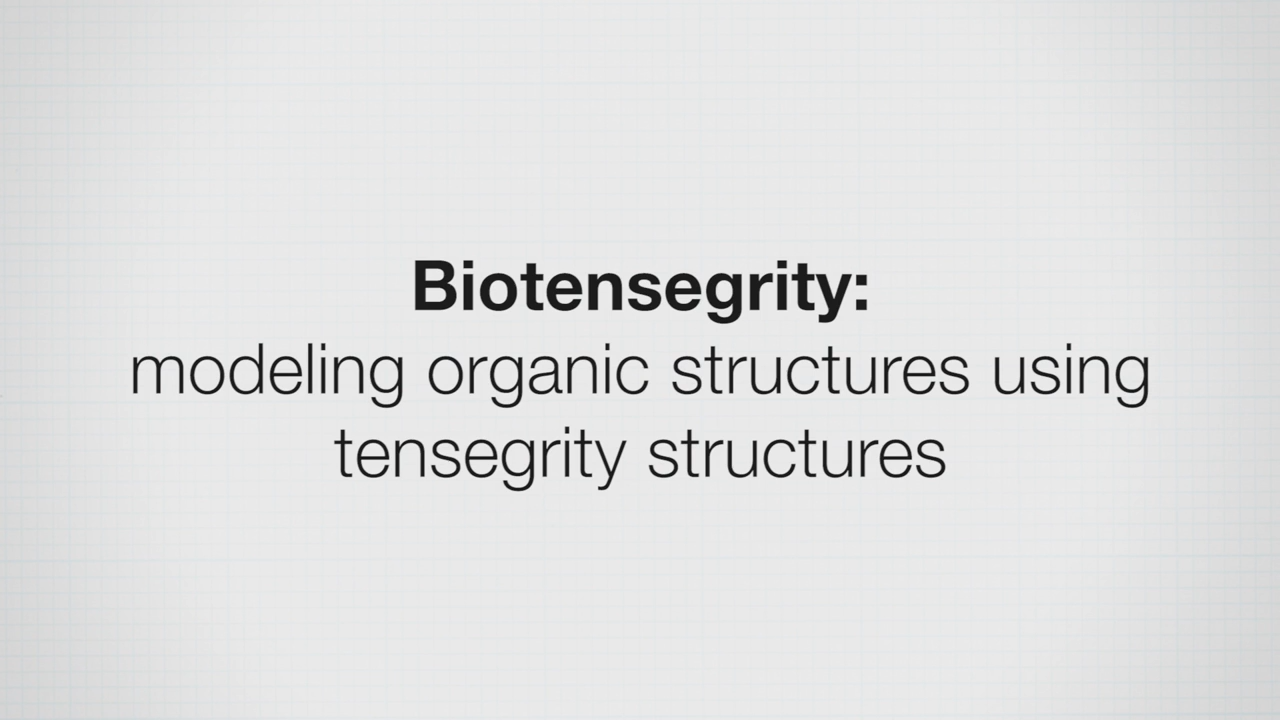 Biotensegrity:
modeling organic structures using
tensegrity structures